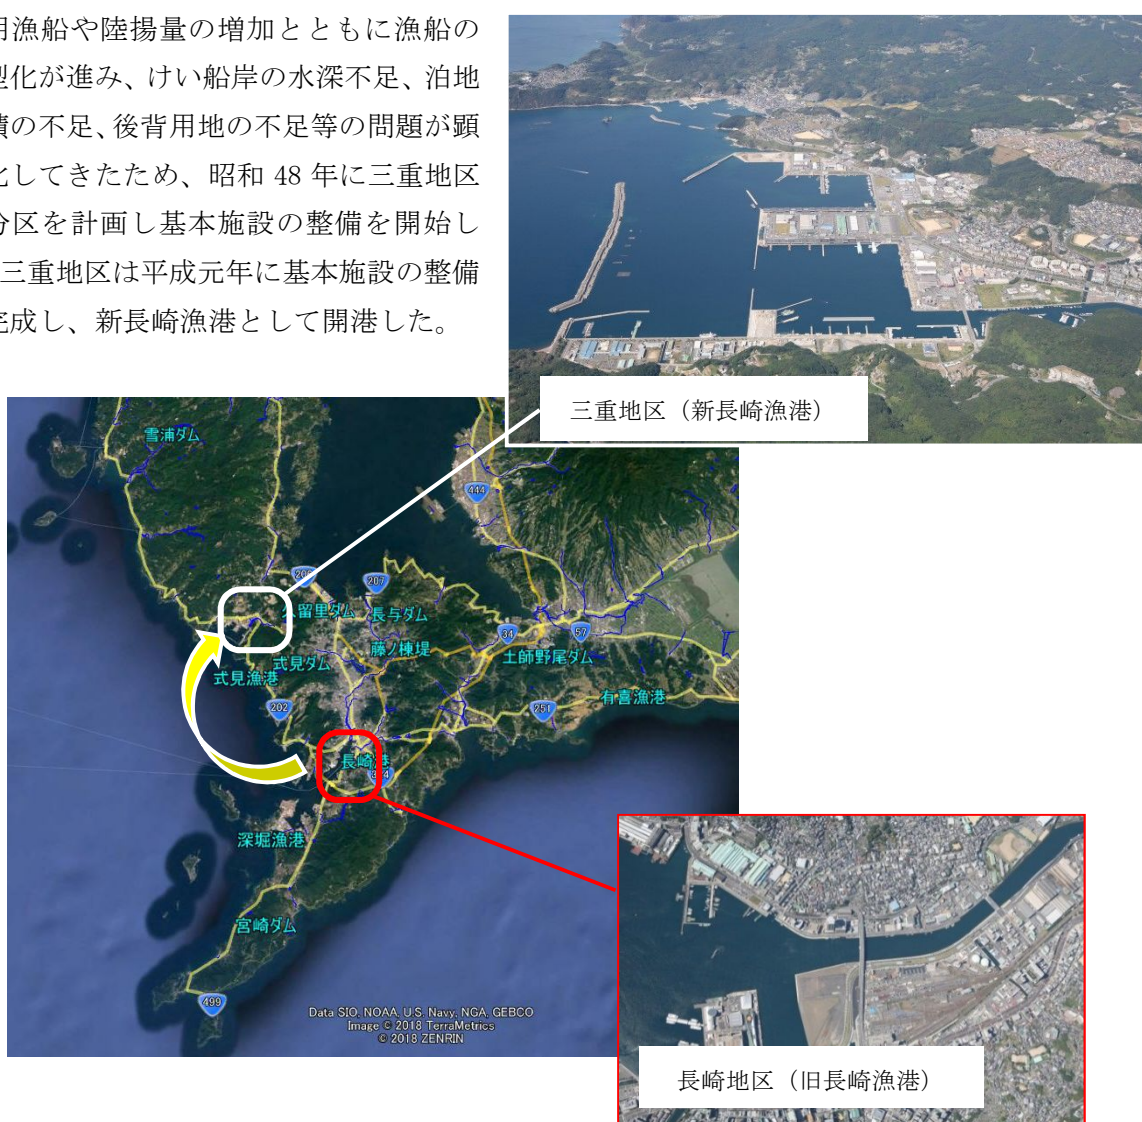 用漁船や陸揚量の増加とともに漁船の
型化が進み、けい船岸の水深不足、泊地
積の不足、後背用地の不足等の問題が顕
化してきたため、昭和 48 年に三重地区
分区を計画し基本施設の整備を開始し
三重地区は平成元年に基本施設の整備
完成し、新長崎漁港として開港した。
三重地区（新長崎漁港）
雪浦ダム
444
207
久留里ダム
長与ダム
34
57
藤ノ棟堤
式見ダム
土師野尾ダム
式見漁港
有喜漁港
202
251
長崎港
深堀漁港
宮崎ダム
499
Data SIO, NOAA, U.S. Navy, NGA, GEBCO
Image © 2018 TerraMetrics
© 2018 ZENRIN
長崎地区（旧長崎漁港）